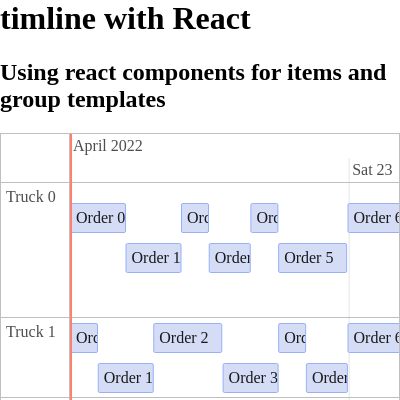 timline with React
Using react components for items and
group templates
April 2022
Sat 23
Truck 0
Order 0
Ord
Ord
Order 6
Order 1
Order
Order 5
Truck 1
Ord
Order 2
Ord
Order 6
Order 1
Order 3
Order